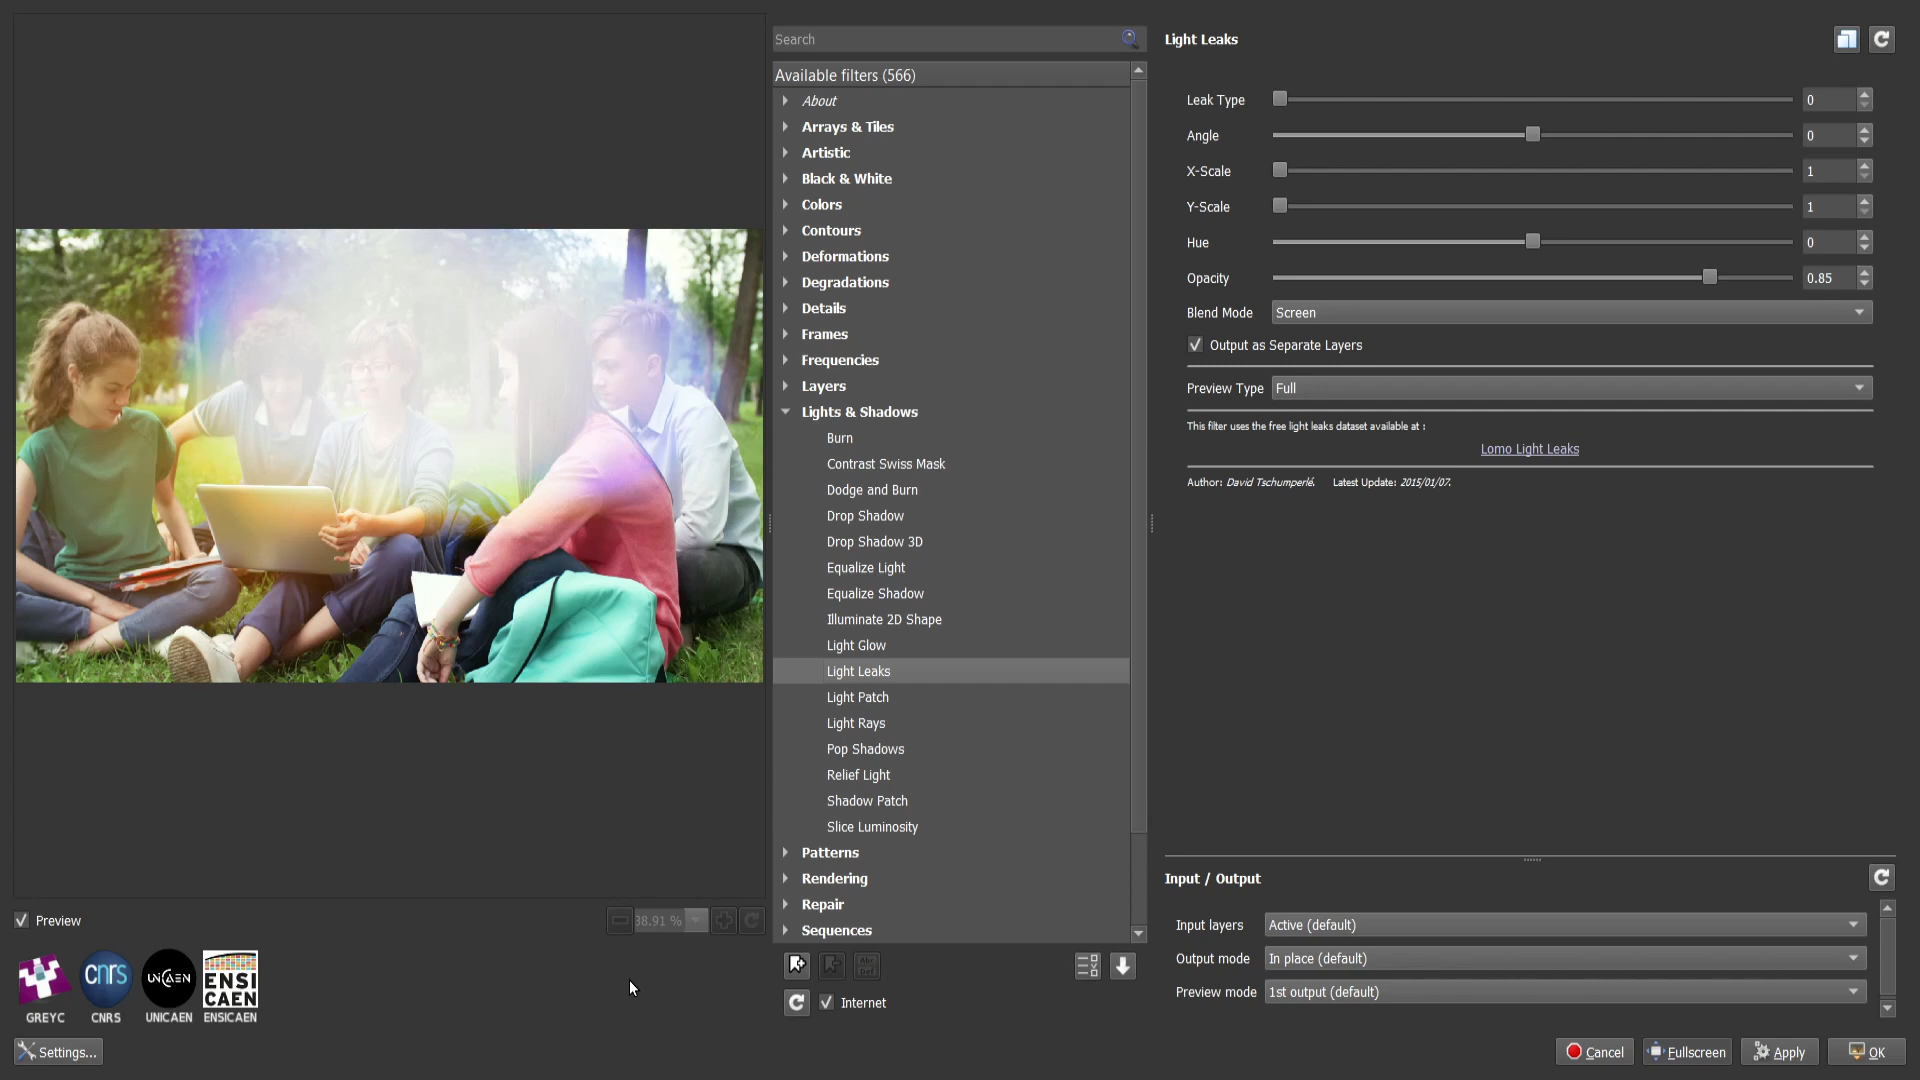 Search
Available filters (566)
About
Arrays & Tiles
Artistic
Black & White
Colors
Contours
Deformations
Degradations
Details
Frames
Frequencies
Layers
Lights & Shadows
Burn
Contrast Swiss Mask
Dodge and Burn
Drop Shadow
Drop Shadow 3D
Equalize Light
Equalize Shadow
Illuminate 2D Shape
Light Glow
Light Leaks
Light Patch
Light Rays
Pop Shadows
Relief Light
Shadow Patch
Slice Luminosity
Patterns
Rendering
Repair
Sequences
Internet
Preview
38.91 %
cnrs
UNICAEN
ENSI
CAEN
GREYC
CNRS
UNICAEN
ENSICAEN
Settings...
Light Leaks
Leak Type 0
Angle 0
X-Scale 1
Y-Scale 1
Hue 0
Opacity 0.85
Blend Mode Screen
Output as Separate Layers
Preview Type Full
This filter uses the free light leaks dataset available at :
Lomo Light Leaks
Author: David Tschumperlé. Latest Update: 2015/01/07.
Input / Output
Input layers Active (default)
Output mode In place (default)
Preview mode 1st output (default)
Cancel
Fullscreen
Apply
OK